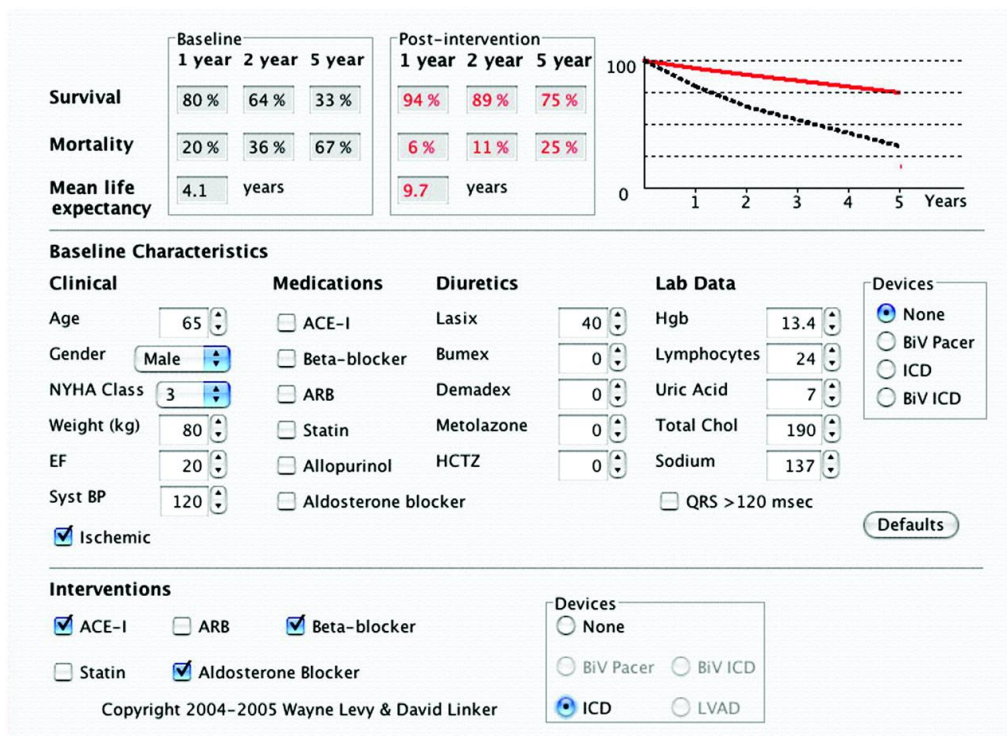 Baseline Post-intervention
1 year 2 year 5 year 1 year 2 year 5 year
100
Survival 80 % 64 % 33 % 94 % 89 % 75 %
Mortality 20 % 36 % 67 % 6 % 11 % 25 %
Mean life expectancy 4.1 years 9.7 years
0 1 2 3 4 5 Years
Baseline Characteristics
Clinical Medications Diuretics Lab Data Devices
Age 65 ACE-I Lasix 40 Hgb 13.4 None
Gender Male Beta-blocker Bumex 0 Lymphocytes 24 BiV Pacer
NYHA Class 3 ARB Demadex 0 Uric Acid 7 ICD
Weight (kg) 80 Statin Metolazone 0 Total Chol 190 BiV ICD
EF 20 Allopurinol HCTZ 0 Sodium 137
Syst BP 120 Aldosterone blocker QRS >120 msec
Defaults
Ischemic
Interventions
Devices
ACE-I ARB Beta-blocker None
Statin Aldosterone Blocker BiV Pacer BiV ICD
Copyright 2004-2005 Wayne Levy & David Linker ICD LVAD